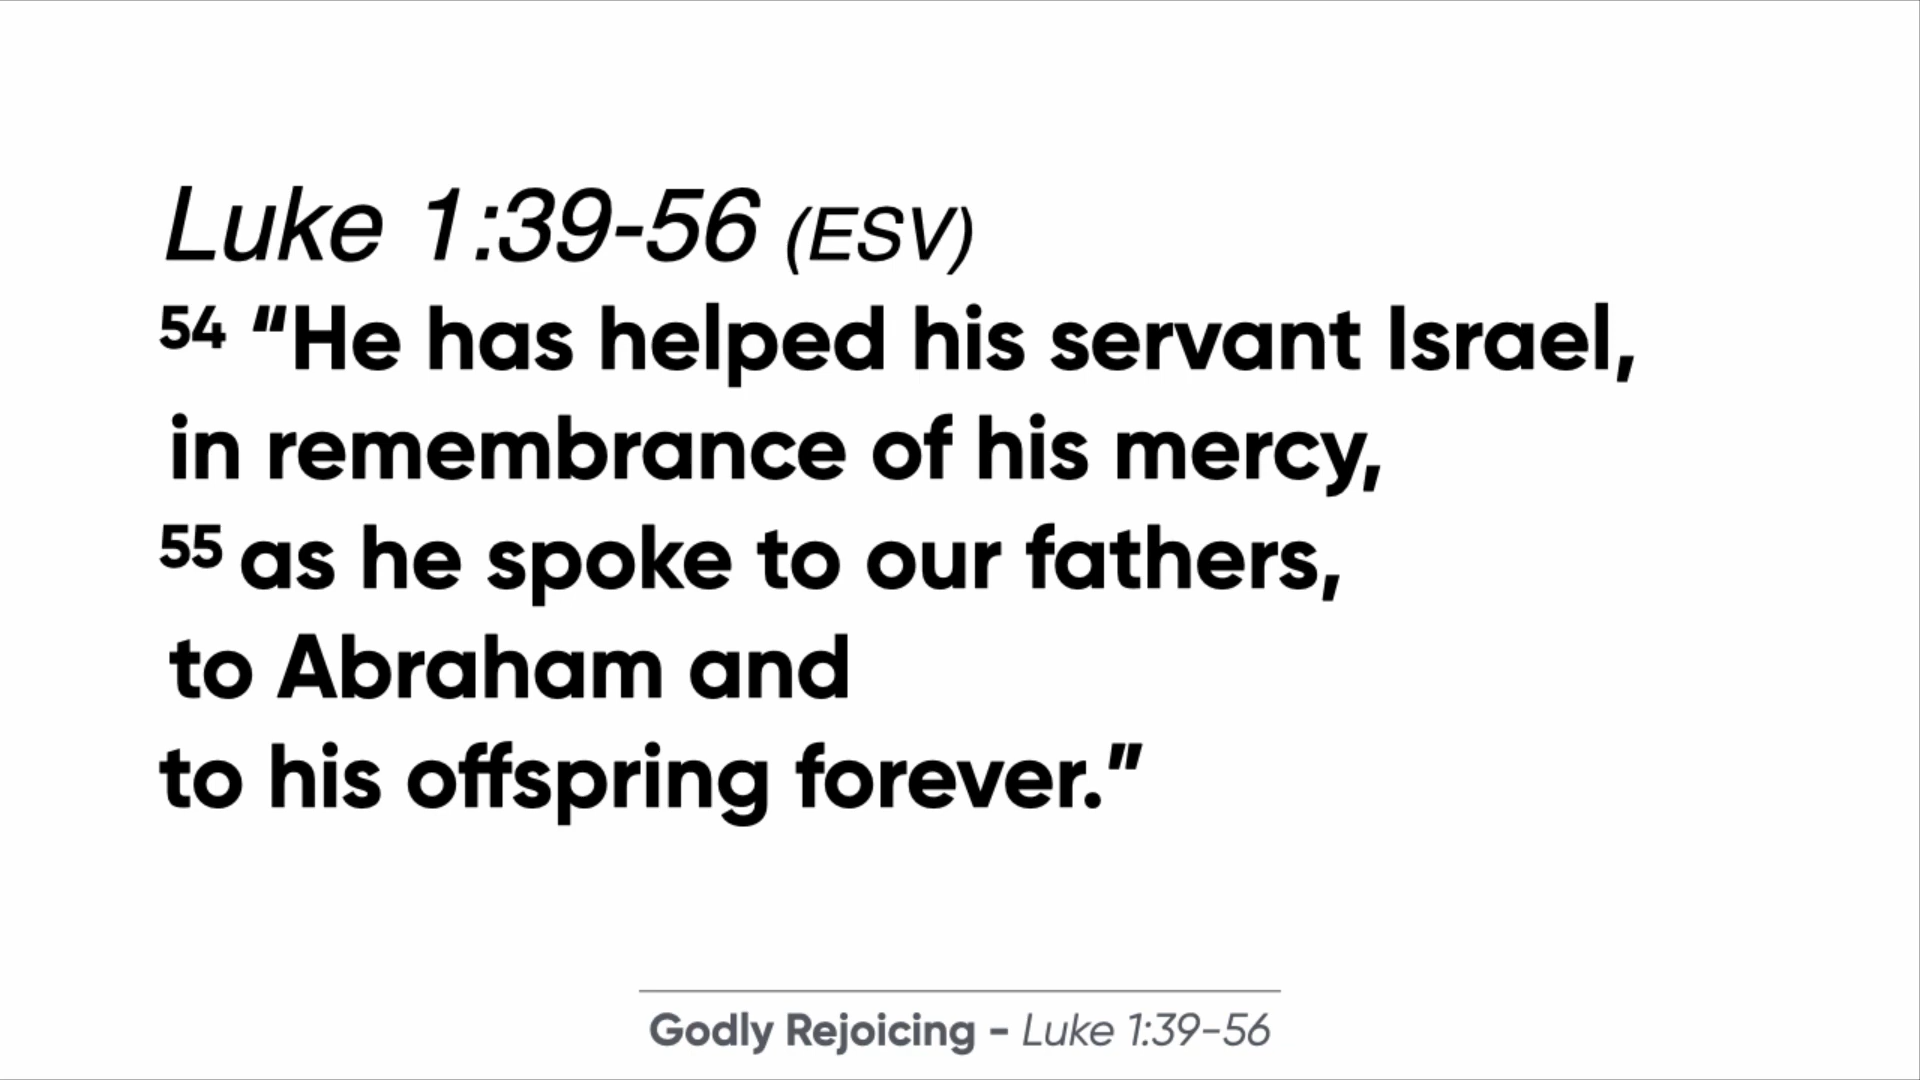 Luke 1:39-56 (ESV)
54 “He has helped his servant Israel,
in remembrance of his mercy,
55 as he spoke to our fathers,
to Abraham and
to his offspring forever.”
Godly Rejoicing - Luke 1:39-56